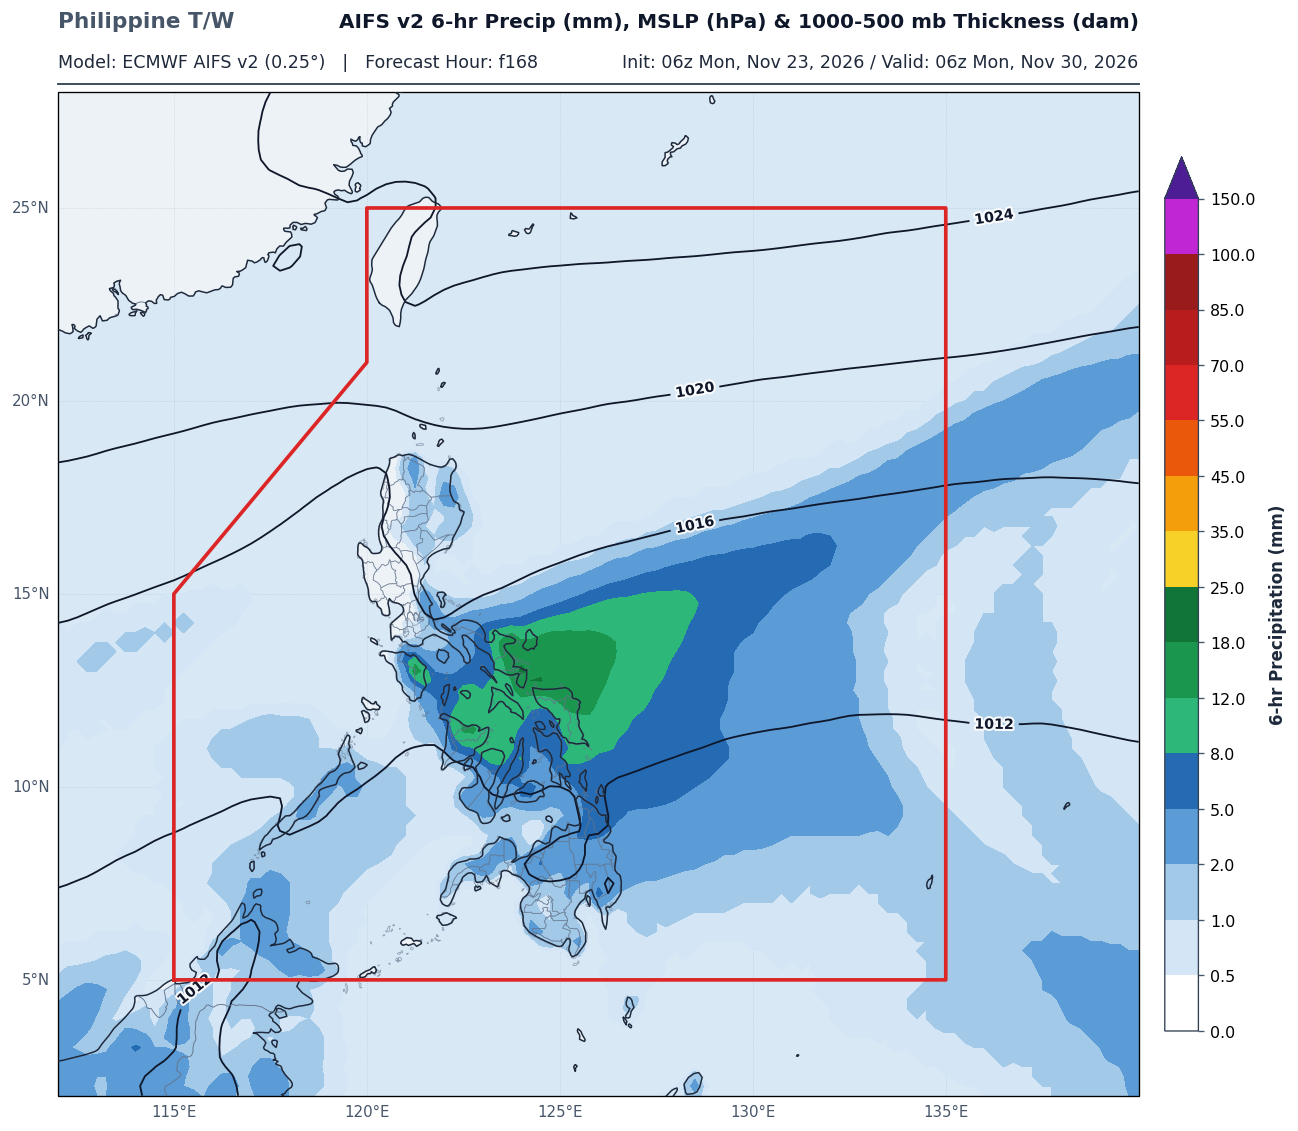 Philippine T/W
AIFS v2 6-hr Precip (mm), MSLP (hPa) & 1000-500 mb Thickness (dam)
Model: ECMWF AIFS v2 (0.25°) | Forecast Hour: f168
Init: 06z Mon, Nov 23, 2026 / Valid: 06z Mon, Nov 30, 2026
25°N
20°N
15°N
10°N
5°N
115°E
120°E
125°E
130°E
135°E
1024
1020
1016
1012
1012
150.0
100.0
85.0
70.0
55.0
45.0
35.0
25.0
18.0
12.0
8.0
5.0
2.0
1.0
0.5
0.0
6-hr Precipitation (mm)